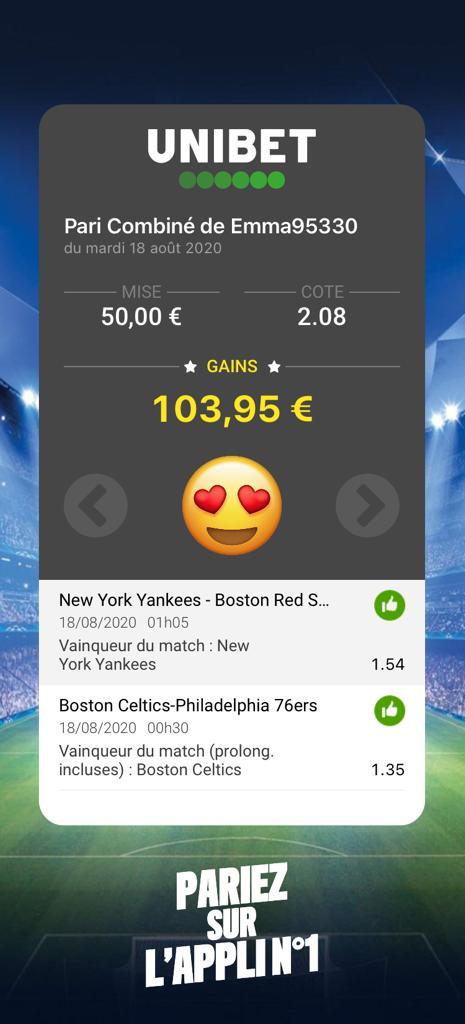 UNIBET
Pari Combiné de Emma95330
du mardi 18 août 2020
MISE
50,00 €
COTE
2.08
GAINS
103,95 €
New York Yankees - Boston Red S...
18/08/2020 01h05
Vainqueur du match : New
York Yankees
1.54
Boston Celtics-Philadelphia 76ers
18/08/2020 00h30
Vainqueur du match (prolong.
incluses) : Boston Celtics
1.35
PARIEZ
SUR
L'APPLI N°1